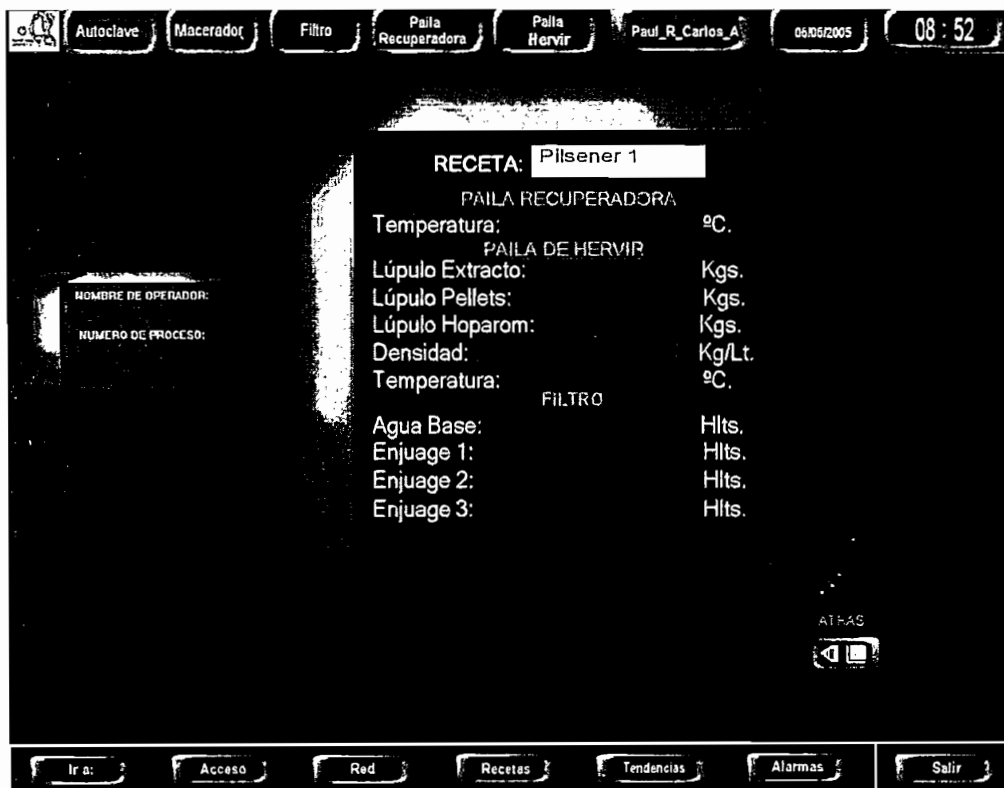 Autoclave Macerador Filtro Paila Recuperadora Paila Hervir Paul_R_Carlos_A 06/06/2005 08 : 52
RECETA: Pilsener 1
PAILA RECUPERADORA
Temperatura: ºC.
PAILA DE HERVIR
Lúpulo Extracto: Kgs.
Lúpulo Pellets: Kgs.
Lúpulo Hoparom: Kgs.
Densidad: Kg/Lt.
Temperatura: ºC.
FILTRO
Agua Base: Hlts.
Enjuage 1: Hlts.
Enjuage 2: Hlts.
Enjuage 3: Hlts.
NOMBRE DE OPERADOR:
NUMERO DE PROCESO:
ATRAS
Ir a: Acceso Red Recetas Tendencias Alarmas Salir